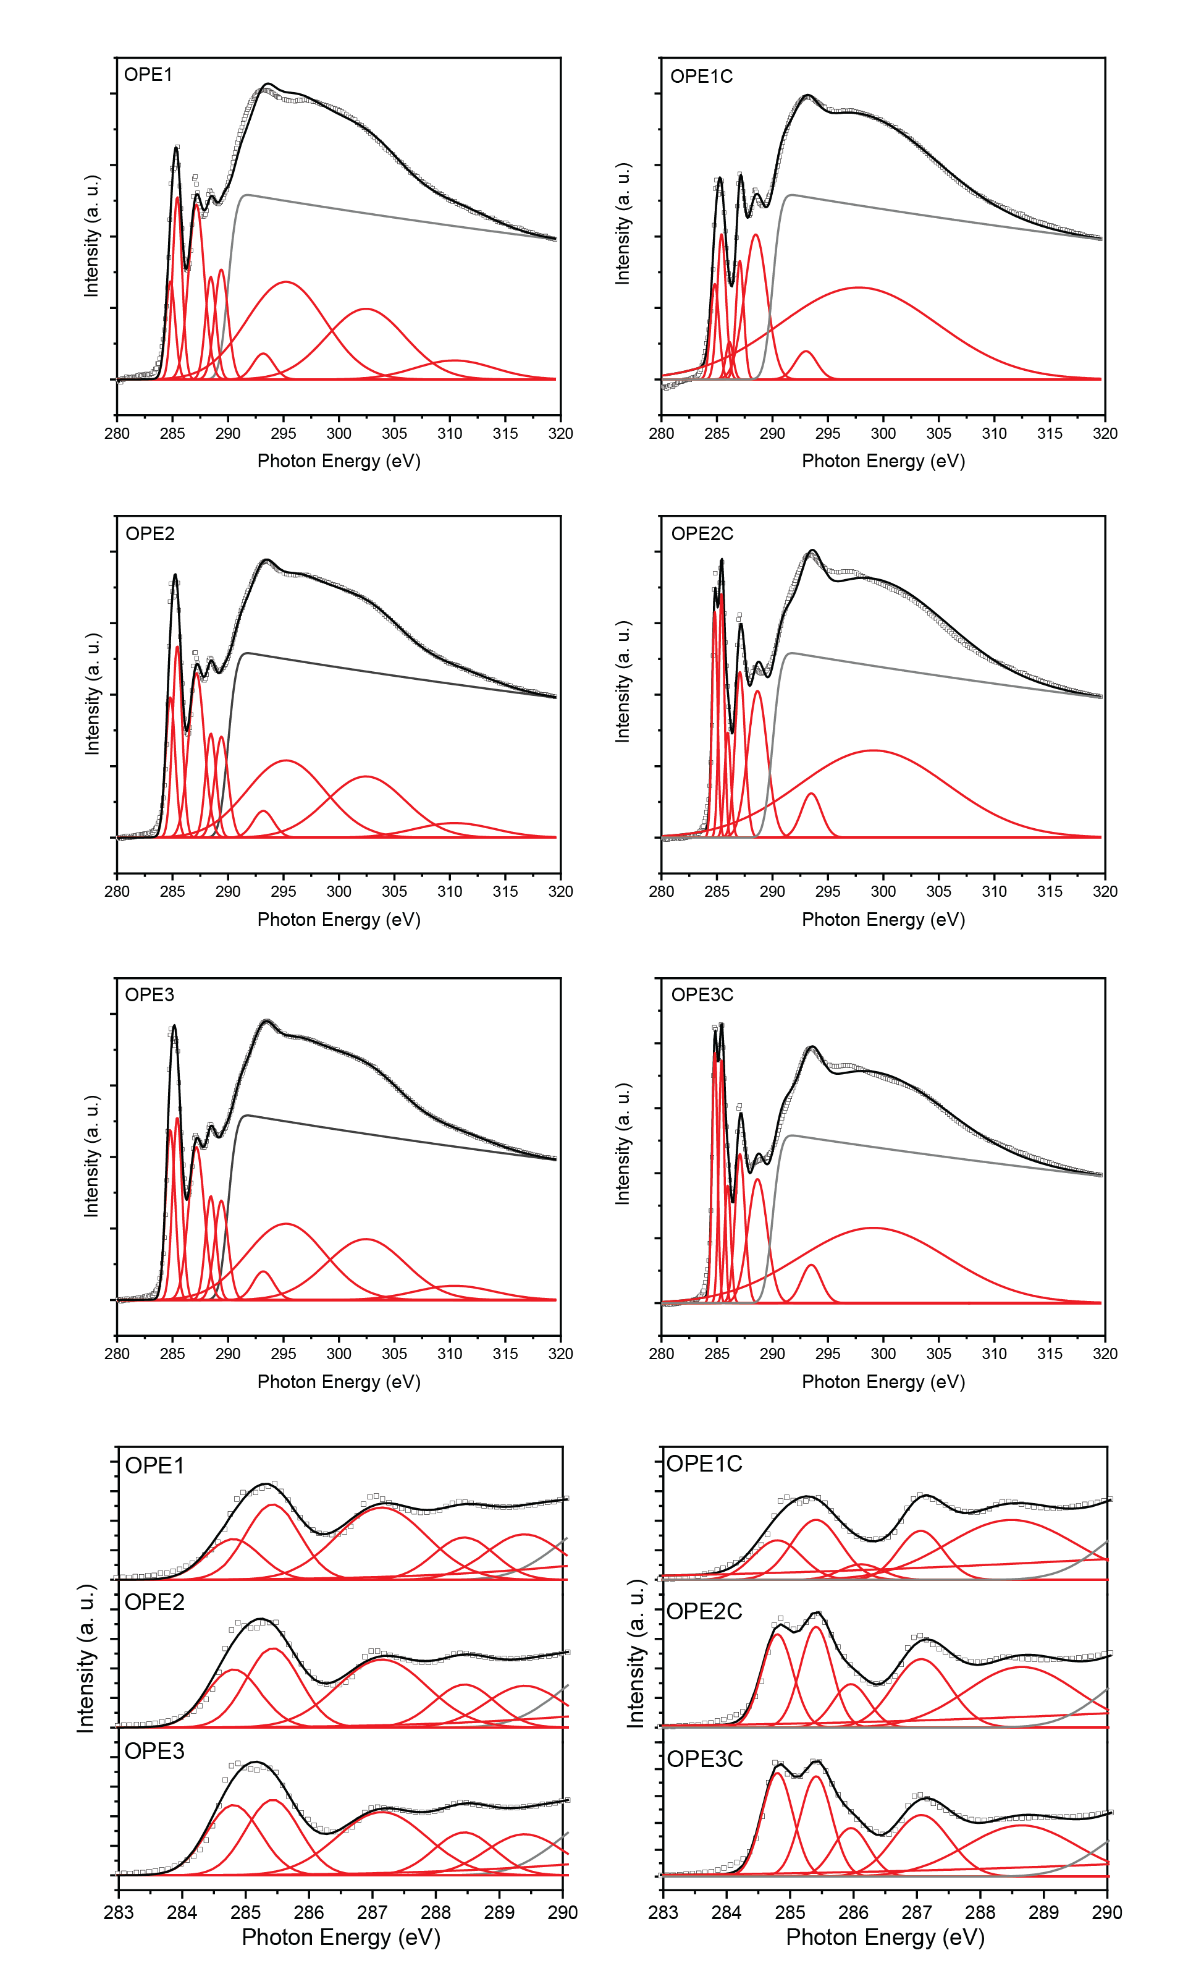 OPE1
Intensity (a. u.)
280 285 290 295 300 305 310 315 320
Photon Energy (eV)
OPE1C
Intensity (a. u.)
280 285 290 295 300 305 310 315 320
Photon Energy (eV)
OPE2
Intensity (a. u.)
280 285 290 295 300 305 310 315 320
Photon Energy (eV)
OPE2C
Intensity (a. u.)
280 285 290 295 300 305 310 315 320
Photon Energy (eV)
OPE3
Intensity (a. u.)
280 285 290 295 300 305 310 315 320
Photon Energy (eV)
OPE3C
Intensity (a. u.)
280 285 290 295 300 305 310 315 320
Photon Energy (eV)
OPE1
OPE2
OPE3
Intensity (a. u.)
283 284 285 286 287 288 289 290
Photon Energy (eV)
OPE1C
OPE2C
OPE3C
Intensity (a. u.)
283 284 285 286 287 288 289 290
Photon Energy (eV)